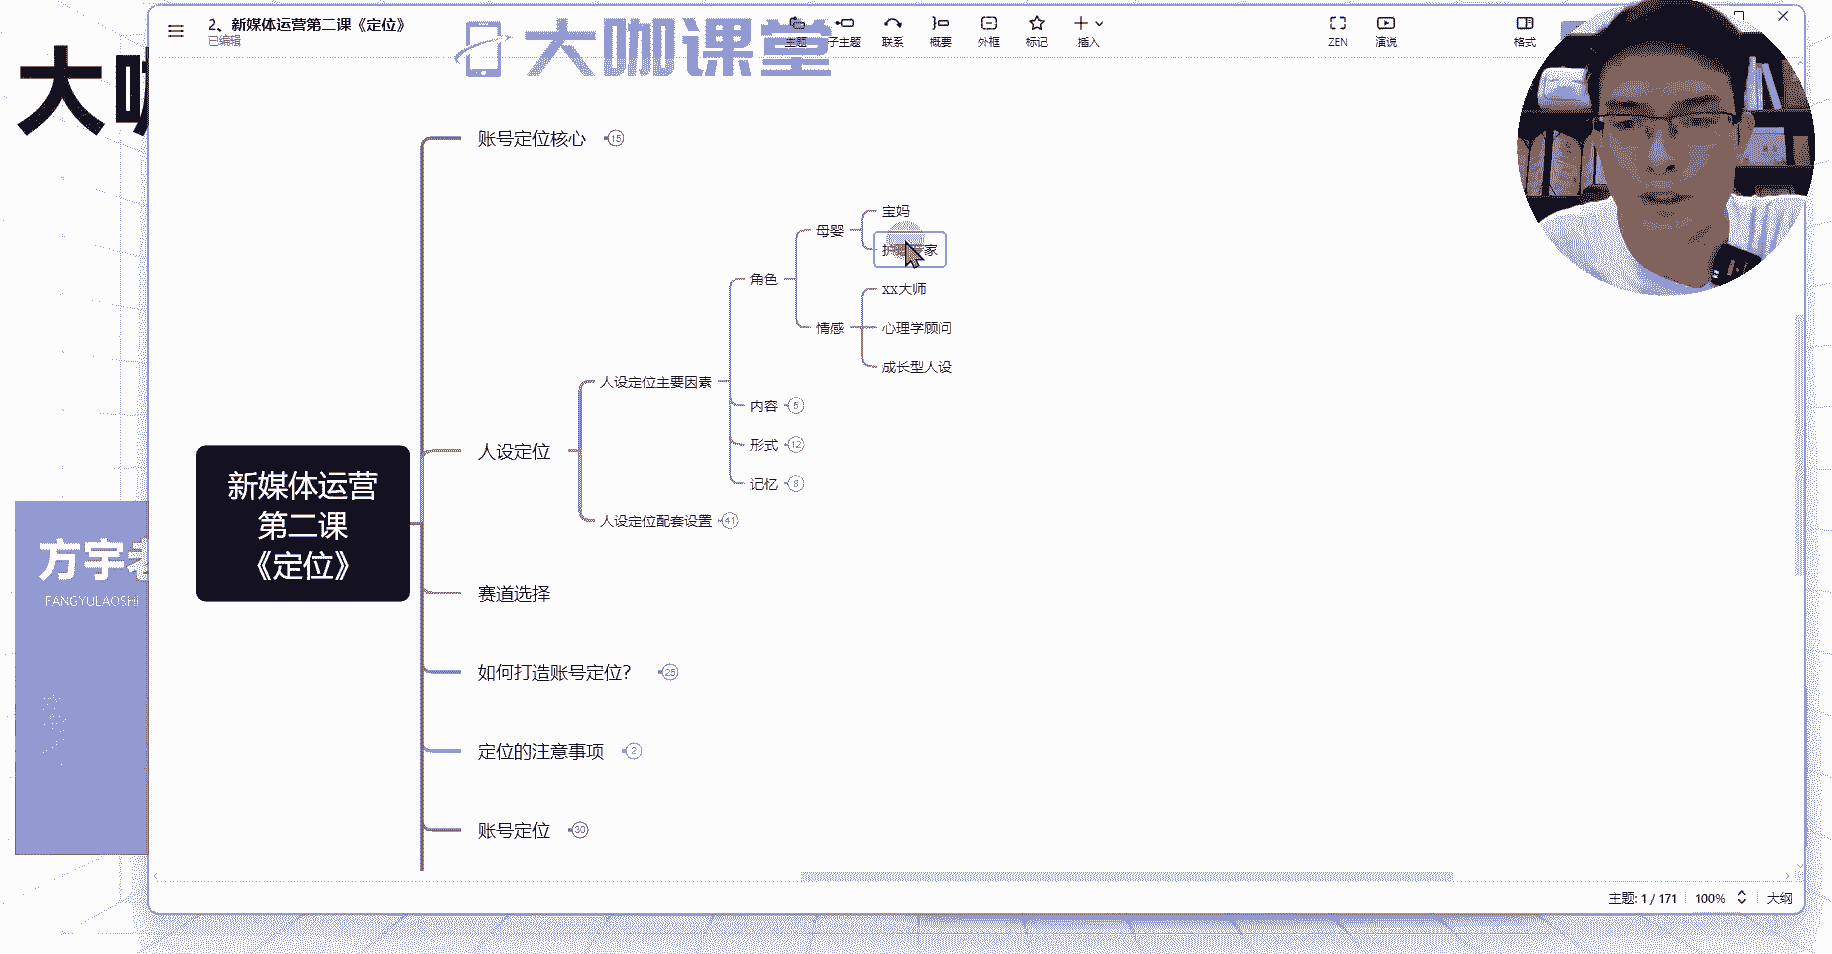 2、新媒体运营第二课《定位》
已编辑
大咖课堂
主题
子主题
联系
概要
外框
标记
插入
ZEN
演说
格式
大
账号定位核心
15
宝妈
母婴
家
角色
xx大师
情感
心理学顾问
成长型人设
人设定位主要因素
内容
5
形式
12
记忆
8
人设定位
人设定位配套设置
41
新媒体运营
第二课
《定位》
赛道选择
如何打造账号定位?
25
定位的注意事项
2
账号定位
30
方宇
FANGYULAOSHI
主题: 1 / 171
100%
大纲